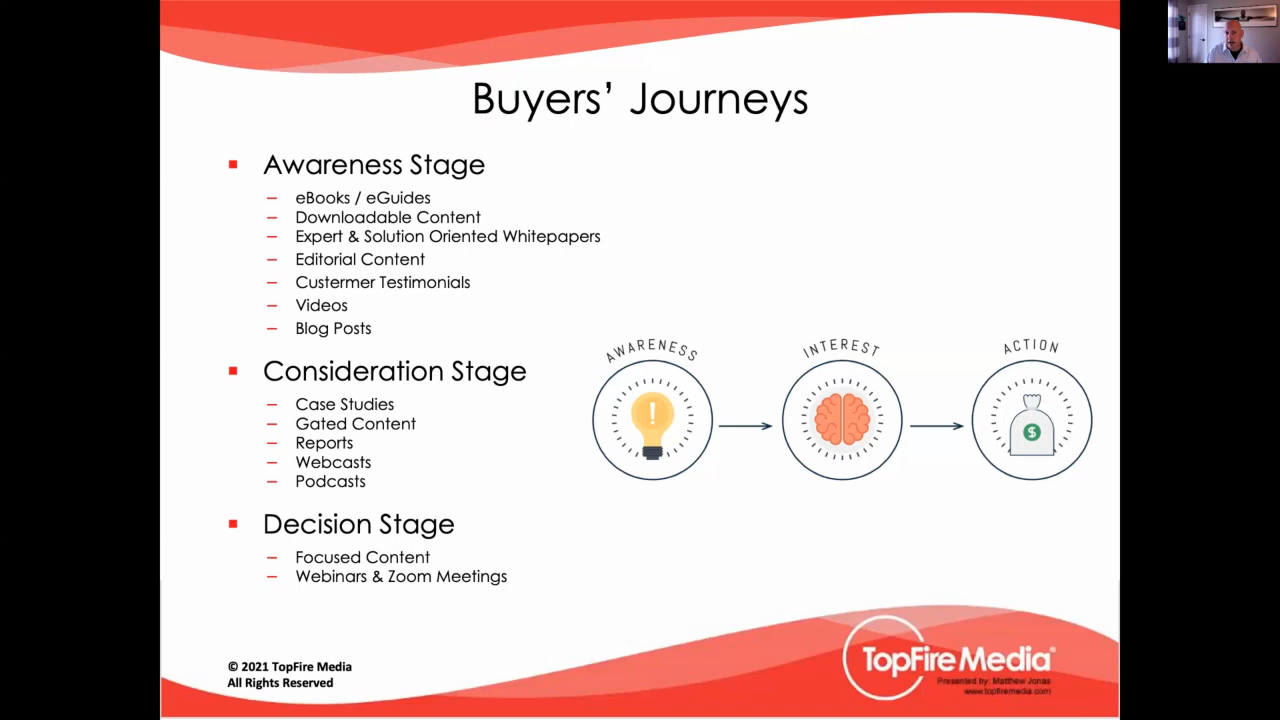 Buyers’ Journeys
Awareness Stage
eBooks / eGuides
Downloadable Content
Expert & Solution Oriented Whitepapers
Editorial Content
Custermer Testimonials
Videos
Blog Posts
Consideration Stage
Case Studies
Gated Content
Reports
Webcasts
Podcasts
Decision Stage
Focused Content
Webinars & Zoom Meetings
AWARENESS
INTEREST
ACTION
$
© 2021 TopFire Media
All Rights Reserved
TopFire Media®
Presented by: Matthew Jonas
www.topfiremedia.com